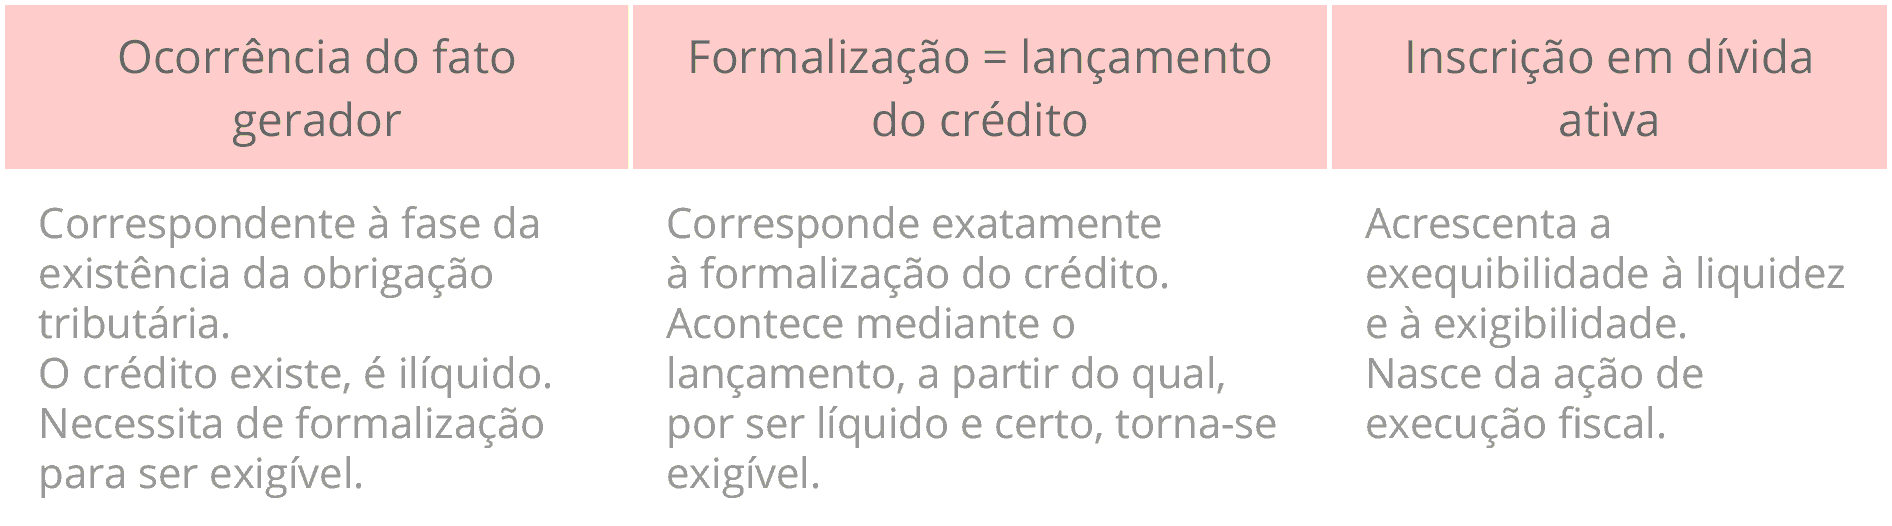 Ocorrência do fato
gerador
Formalização = lançamento
do crédito
Inscrição em dívida
ativa
Correspondente à fase da
existência da obrigação
tributária.
O crédito existe, é ilíquido.
Necessita de formalização
para ser exigível.
Corresponde exatamente
à formalização do crédito.
Acontece mediante o
lançamento, a partir do qual,
por ser líquido e certo, torna-se
exigível.
Acrescenta a
exequibilidade à liquidez
e à exigibilidade.
Nasce da ação de
execução fiscal.